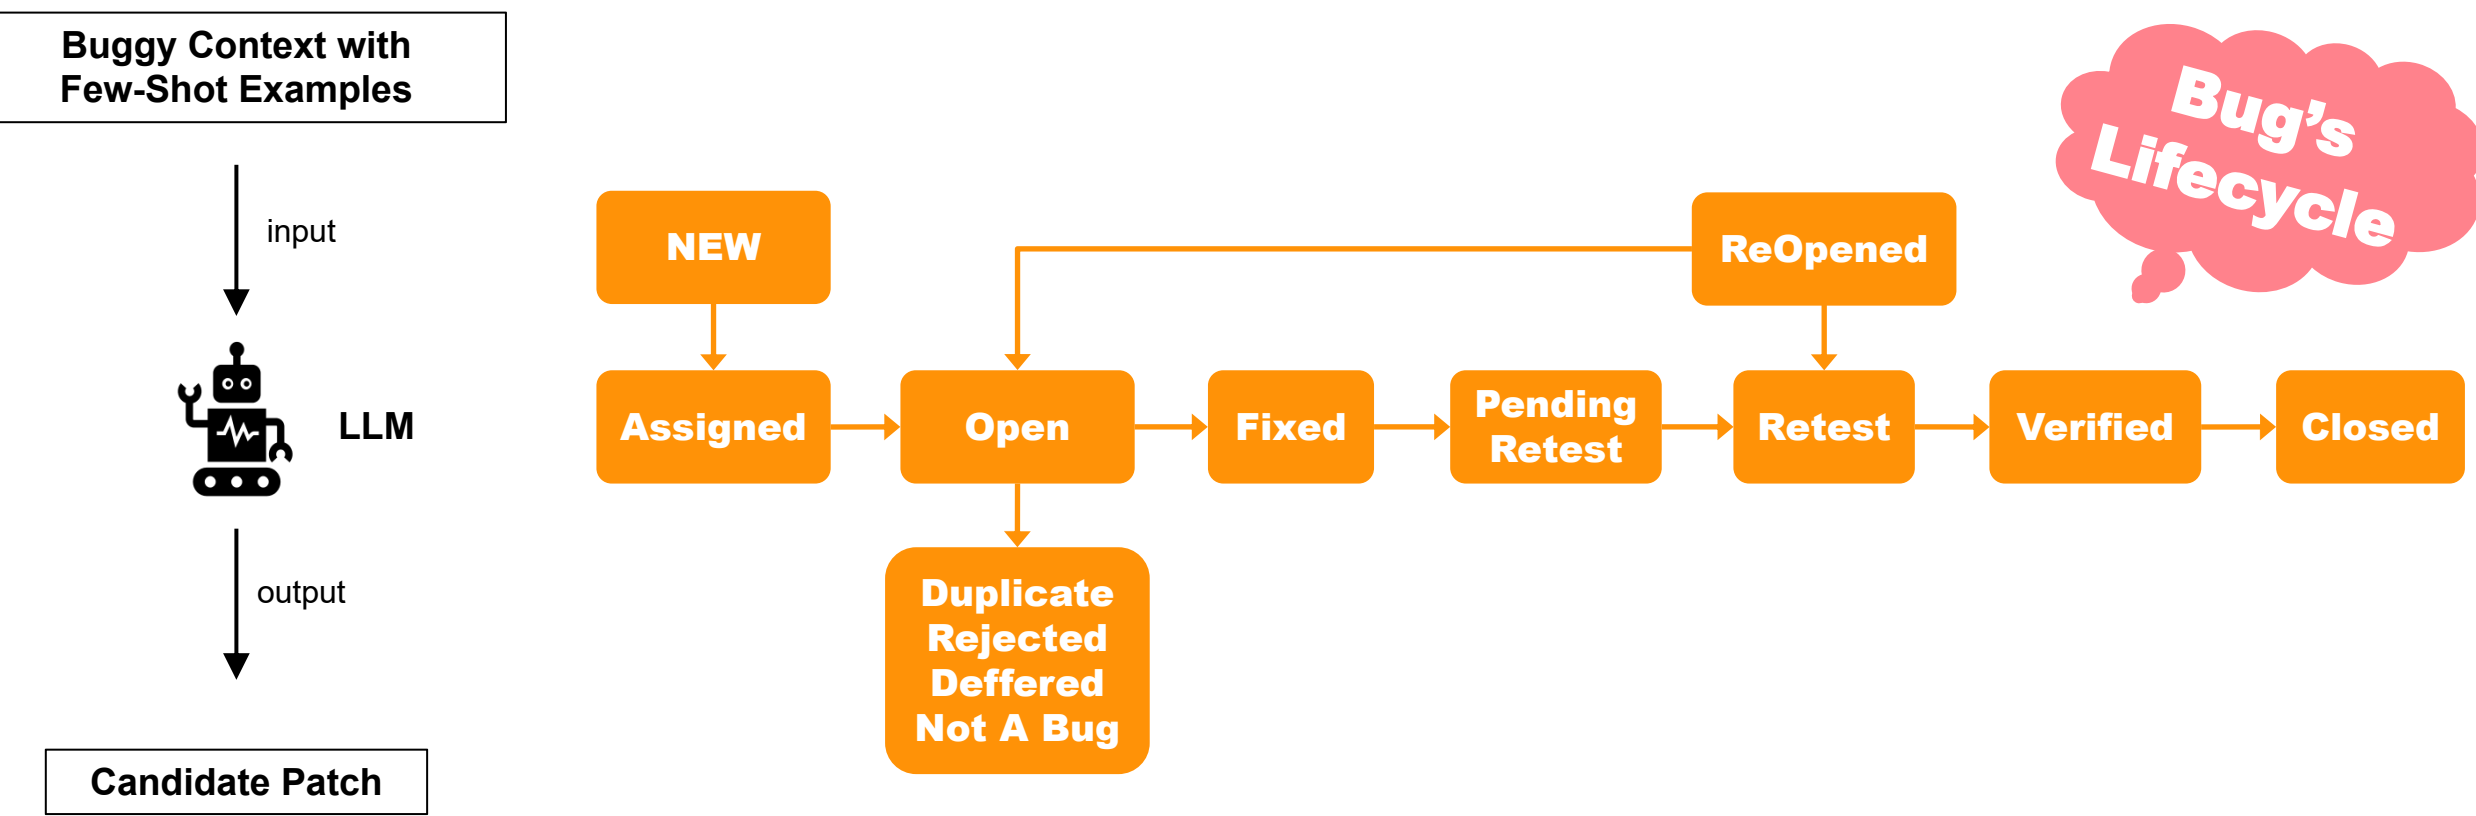 Buggy Context with
Few-Shot Examples
input
LLM
output
Candidate Patch
Bug's
Lifecycle
NEW
ReOpened
Assigned
Open
Fixed
Pending
Retest
Retest
Verified
Closed
Duplicate
Rejected
Deffered
Not A Bug